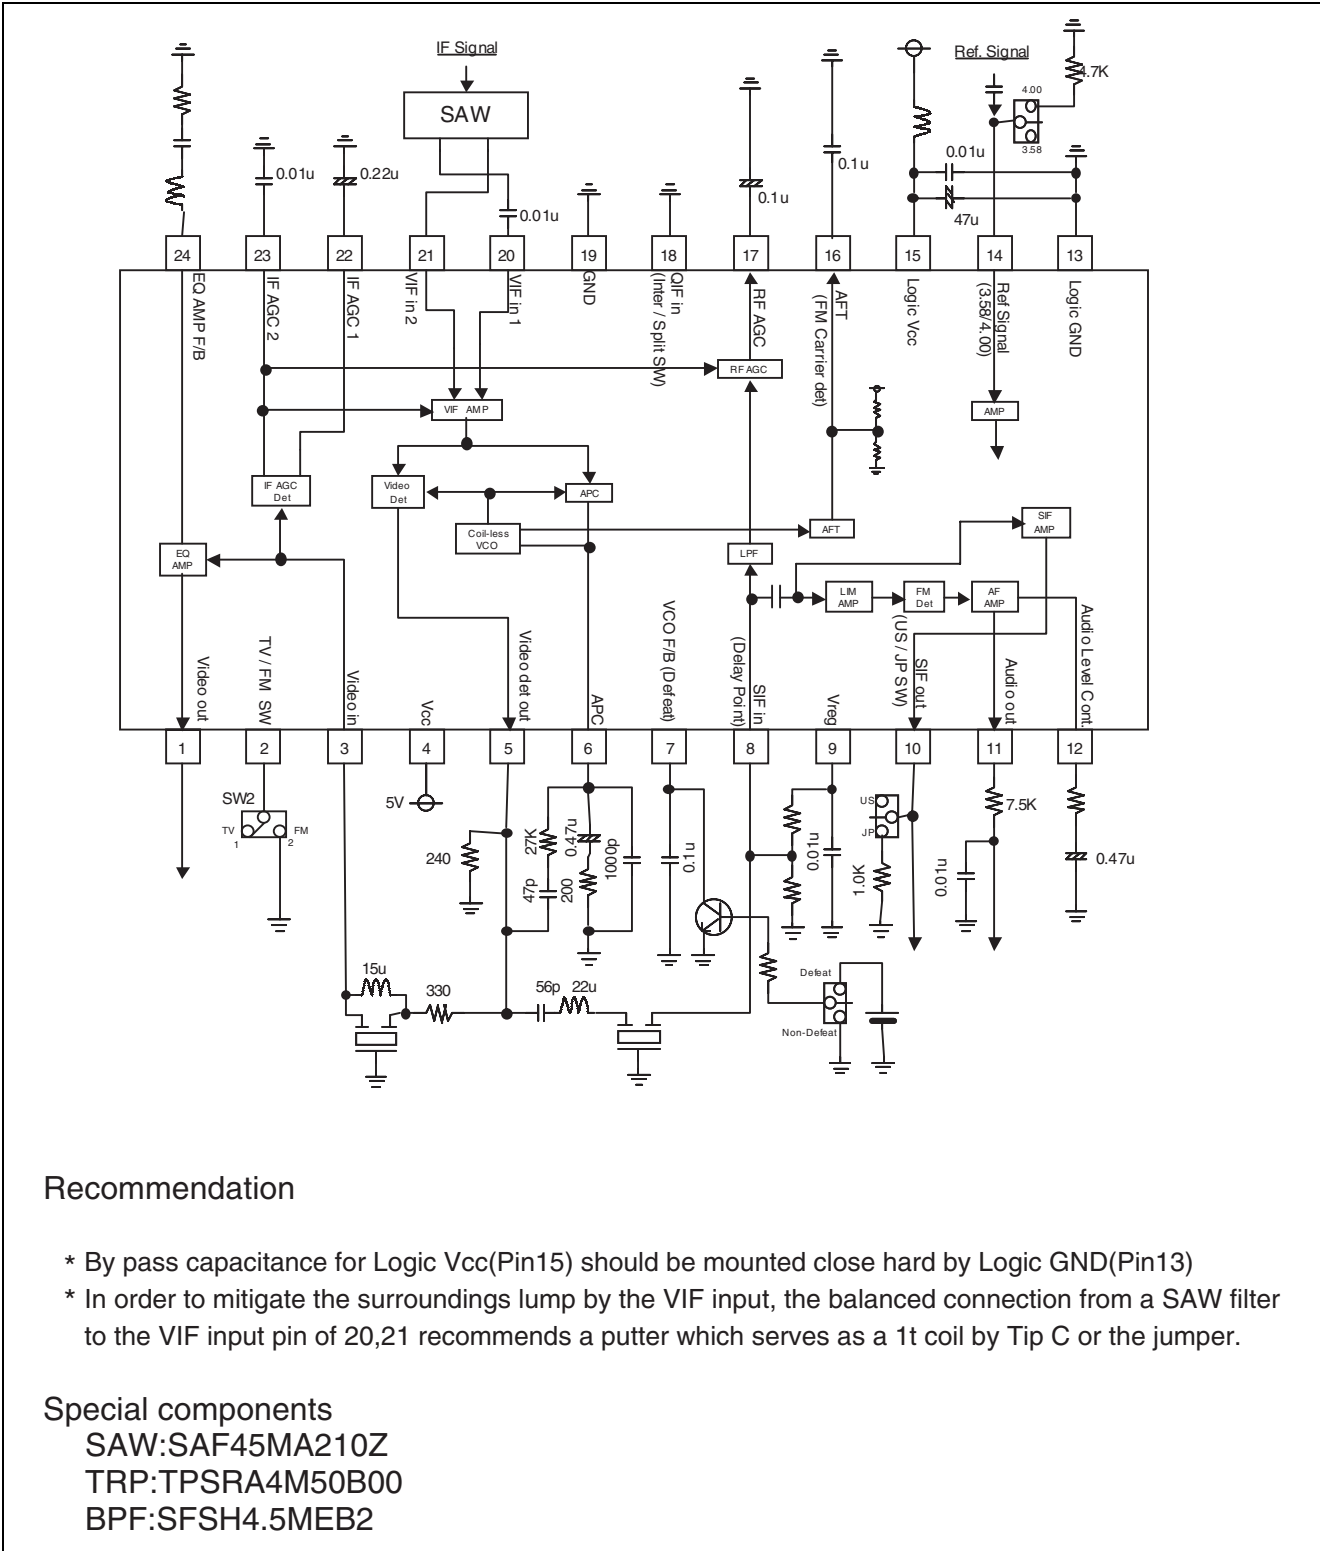 IF Signal
Ref. Signal
SAW
4.7K
4.00
3.58
0.01u
0.22u
0.01u
0.1u
0.1u
0.01u
47u
24
23
22
21
20
19
18
17
16
15
14
13
EQ AMP F/B
IF AGC 2
IF AGC 1
VIF in 2
VIF in 1
GND
QIF in
(Inter / Split SW)
RF AGC
AFT
(FM Carrier det)
Logic Vcc
Ref Signal
(3.58/4.00)
Logic GND
RF AGC
VIF AMP
AMP
IF AGC
Det
Video
Det
APC
Coil-less
VCO
AFT
SIF
AMP
EQ
AMP
LPF
LIM
AMP
FM
Det
AF
AMP
Video out
TV / FM SW
Video in
Vcc
Video det out
APC
VCO F/B (Defeat)
SIF in
(Delay Point)
Vreg
SIF out
(US / JP SW)
Audio out
Audio Level Cont.
1
2
3
4
5
6
7
8
9
10
11
12
SW2
TV
FM
1
2
5V
240
27K
47p
0.47u
200
1000p
0.1u
0.01u
US
JP
1.0K
7.5K
0.01u
0.47u
15u
330
56p
22u
Defeat
Non-Defeat
Recommendation
* By pass capacitance for Logic Vcc(Pin15) should be mounted close hard by Logic GND(Pin13)
* In order to mitigate the surroundings lump by the VIF input, the balanced connection from a SAW filter
to the VIF input pin of 20,21 recommends a putter which serves as a 1t coil by Tip C or the jumper.
Special components
SAW:SAF45MA210Z
TRP:TPSRA4M50B00
BPF:SFSH4.5MEB2